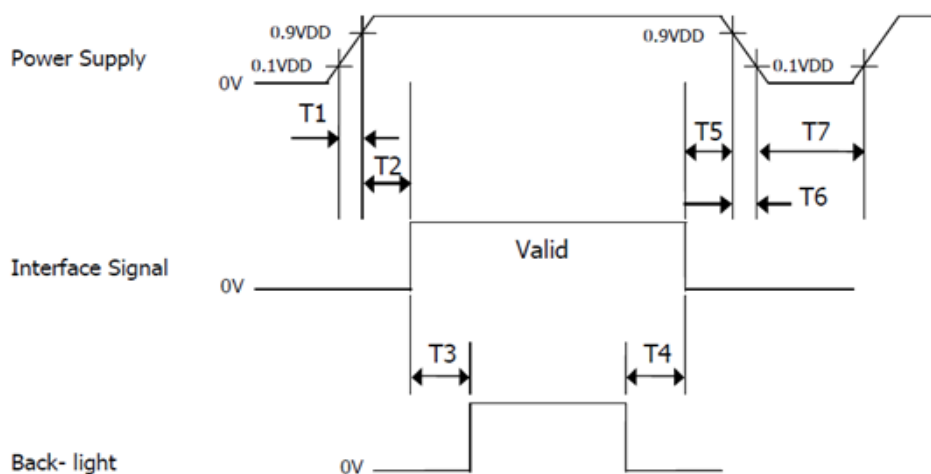 0.9VDD
0.9VDD
Power Supply
0.1VDD
0.1VDD
0V
T1
T5
T7
T2
T6
Valid
Interface Signal
0V
T3
T4
Back- light
0V